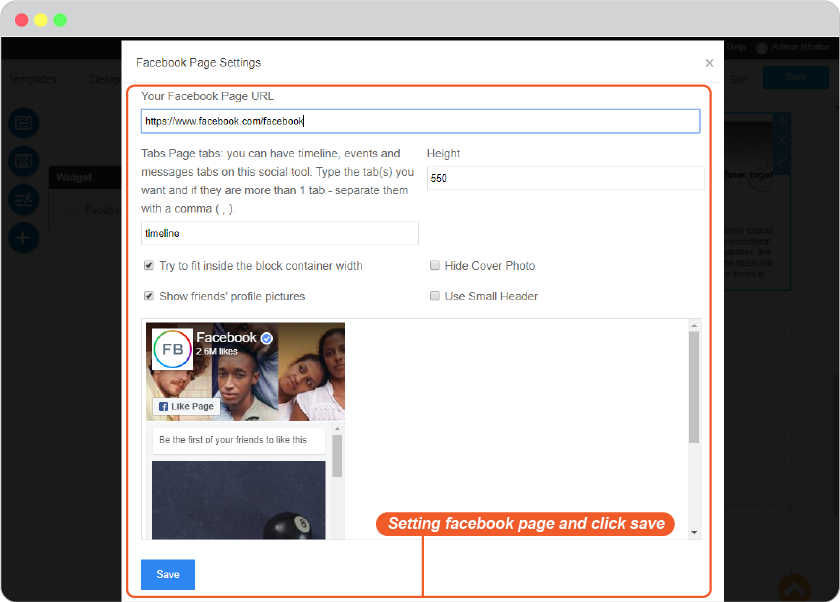 Help Admin Istrator
Facebook Page Settings ×
Templates Design Site Save
Your Facebook Page URL
https://www.facebook.com/facebook
Tabs Page tabs: you can have timeline, events and
messages tabs on this social tool. Type the tab(s) you
want and if they are more than 1 tab - separate them
with a comma ( , ).
timeline
Height
550
Widget
Facebo
closer toget
Try to fit inside the block container width
Hide Cover Photo
Show friends' profile pictures
Use Small Header
FB
Facebook
2.6M likes
Like Page
Be the first of your friends to like this
8
Setting facebook page and click save
Save